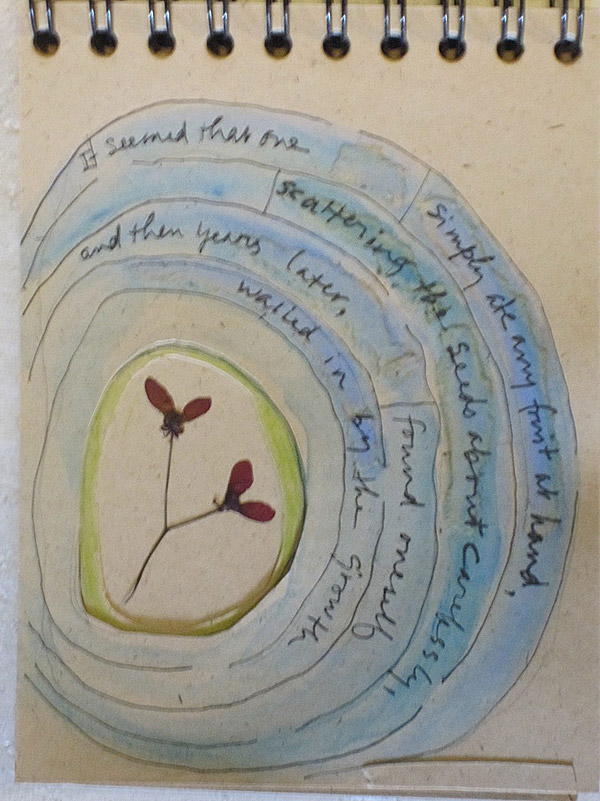 It seemed that one
simply ate any fruit at hand,
scattering the seeds about carelessly,
and then years later,
found oneself
walled in by the growth